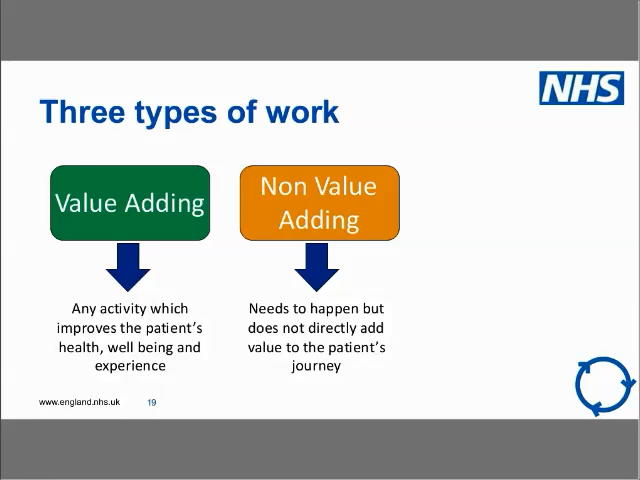 NHS
Three types of work
Value Adding
Non Value
Adding
Any activity which
improves the patient's
health, well being and
experience
Needs to happen but
does not directly add
value to the patient's
journey
www.england.nhs.uk
19